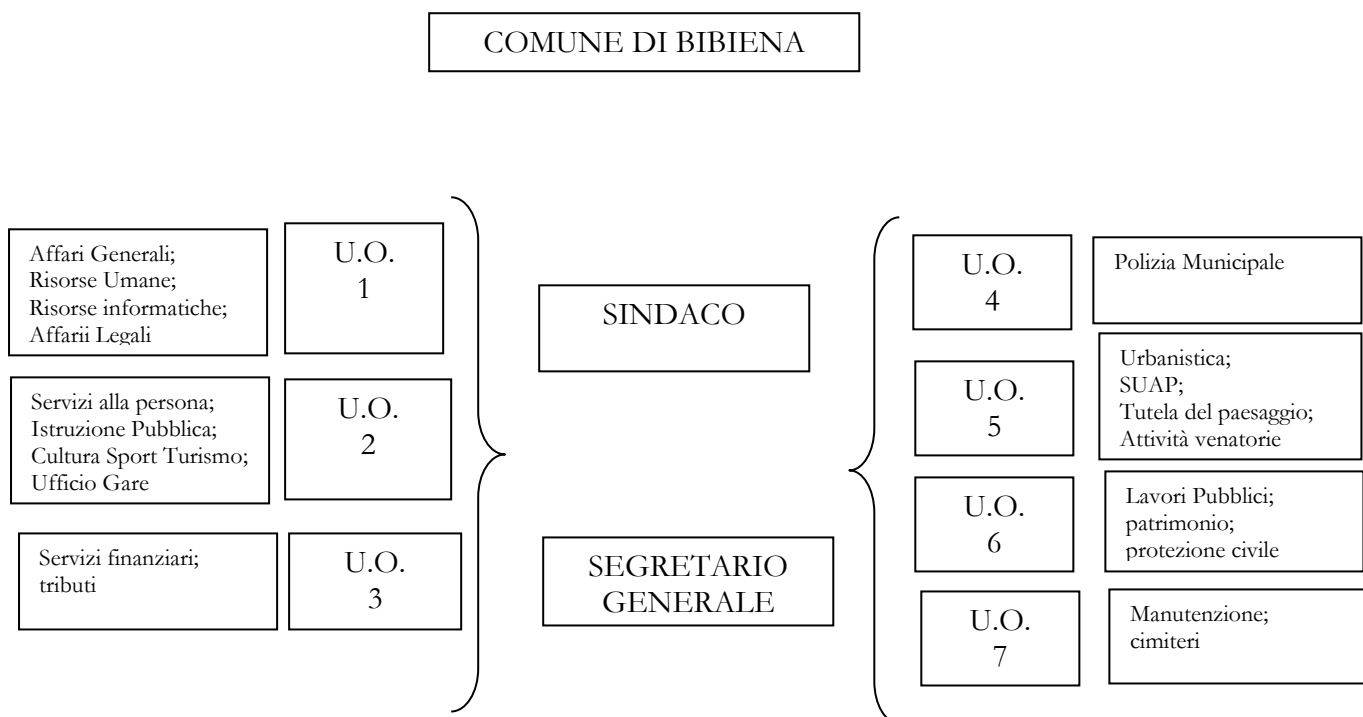 COMUNE DI BIBIENA
Affari Generali;
Risorse Umane;
Risorse informatiche;
Affarii Legali
U.O.
1
Servizi alla persona;
Istruzione Pubblica;
Cultura Sport Turismo;
Ufficio Gare
U.O.
2
Servizi finanziari;
tributi
U.O.
3
SINDACO
SEGRETARIO
GENERALE
U.O.
4
Polizia Municipale
U.O.
5
Urbanistica;
SUAP;
Tutela del paesaggio;
Attività venatorie
U.O.
6
Lavori Pubblici;
patrimonio;
protezione civile
U.O.
7
Manutenzione;
cimiteri